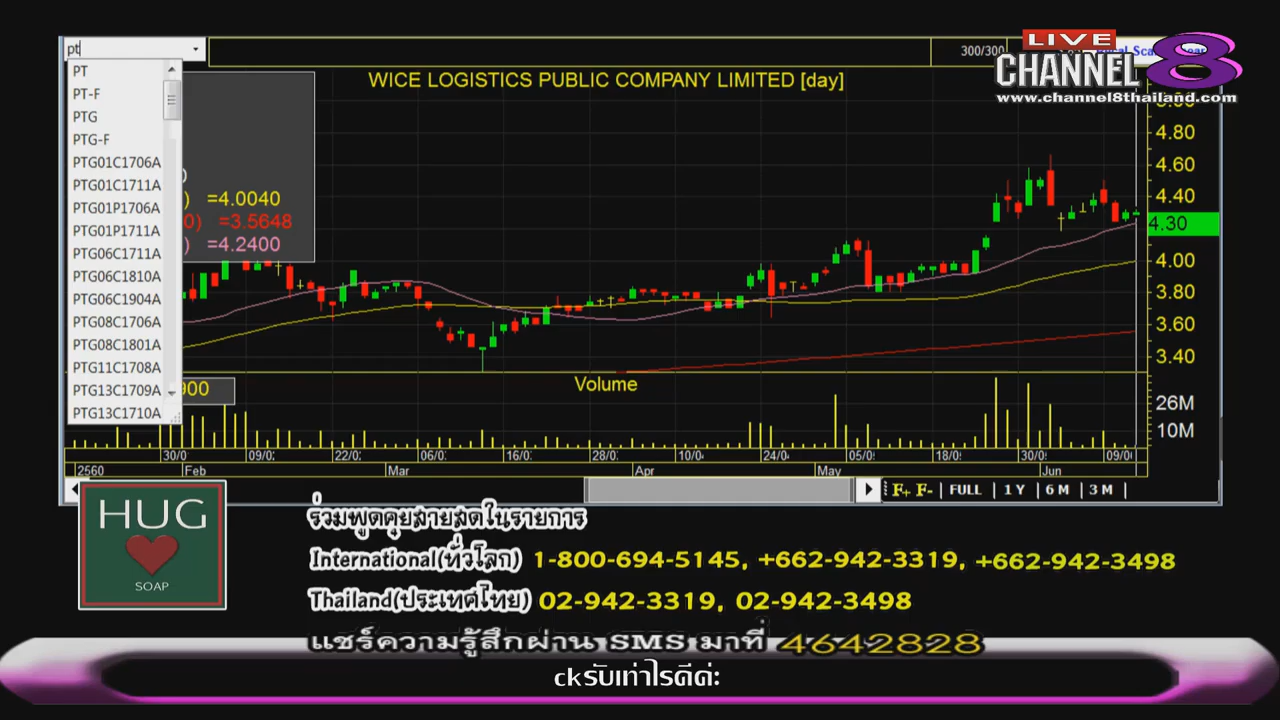 pt
300/300
LIVE
CHANNEL 8
www.channel8thailand.com
WICE LOGISTICS PUBLIC COMPANY LIMITED [day]
PT
PT-F
PTG
PTG-F
PTG01C1706A
PTG01C1711A
PTG01P1706A
PTG01P1711A
PTG06C1711A
PTG06C1810A
PTG06C1904A
PTG08C1706A
PTG08C1801A
PTG11C1708A
PTG13C1709A
PTG13C1710A
) =4.0040
0) =3.5648
) =4.2400
4.80
4.60
4.40
4.30
4.00
3.80
3.60
3.40
900
Volume
26M
10M
30/0 09/0 22/0 06/0 16/0 28/0 10/0 24/0 05/0 18/0 30/0 09/0
2560 Feb Mar Apr May Jun
F+ F- FULL 1 Y 6 M 3 M
HUG
SOAP
ร่วมพูดคุยสายสดในรายการ
International(ทั่วโลก) 1-800-694-5145, +662-942-3319, +662-942-3498
Thailand(ประเทศไทย) 02-942-3319, 02-942-3498
แชร์ความรู้สึกผ่าน SMS มาที่ 4642828
ckรับเท่าไรดีค่ะ